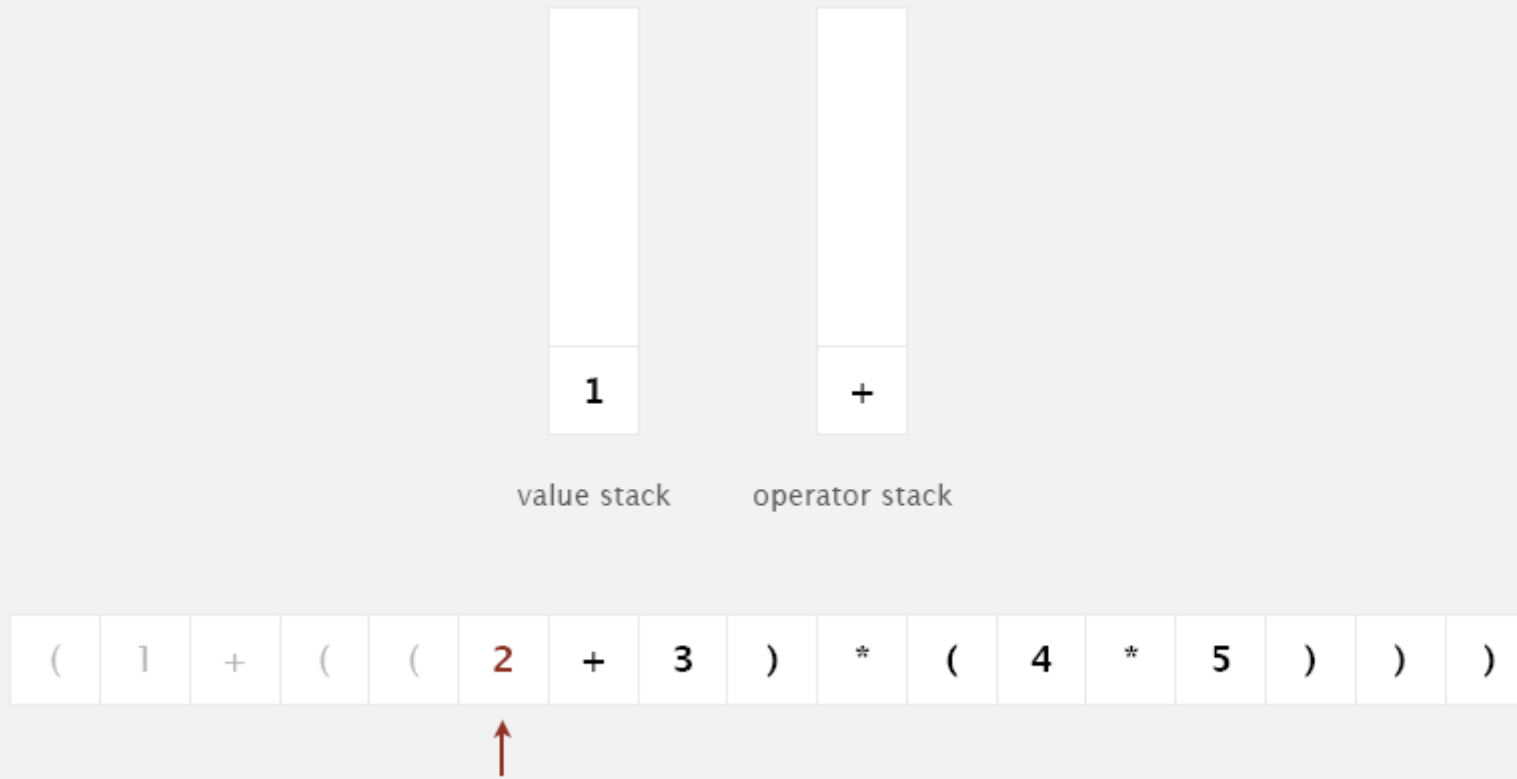 1 +
value stack operator stack
( 1 + ( ( 2 + 3 ) * ( 4 * 5 ) ) )